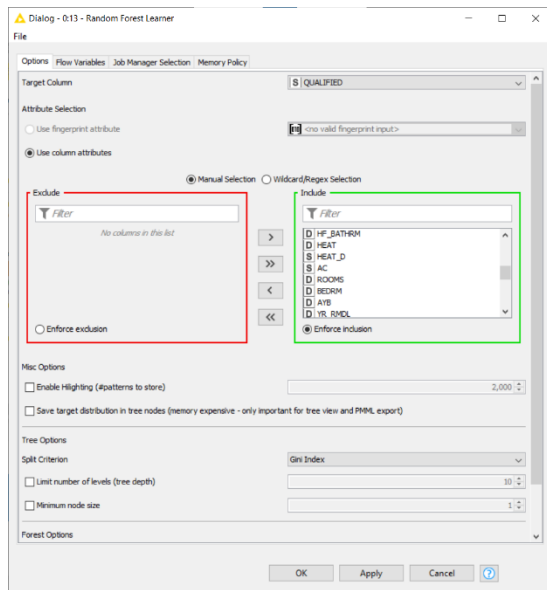 Dialog - 0:13 - Random Forest Learner
File
Options Flow Variables Job Manager Selection Memory Policy
Target Column S QUALIFIED
Attribute Selection
Use fingerprint attribute <no valid fingerprint input>
Use column attributes
Manual Selection Wildcard/Regex Selection
Exclude Include
Filter Filter
No columns in this list
D HF_BATHRM
D HEAT
S HEAT_D
S AC
D ROOMS
D BEDRM
D AYB
D YR_RMDL
> 
>>
<
<<
Enforce exclusion Enforce inclusion
Misc Options
Enable Hilighting (#patterns to store) 2,000
Save target distribution in tree nodes (memory expensive - only important for tree view and PMML export)
Tree Options
Split Criterion Gini Index
Limit number of levels (tree depth) 10
Minimum node size 1
Forest Options
OK Apply Cancel ?